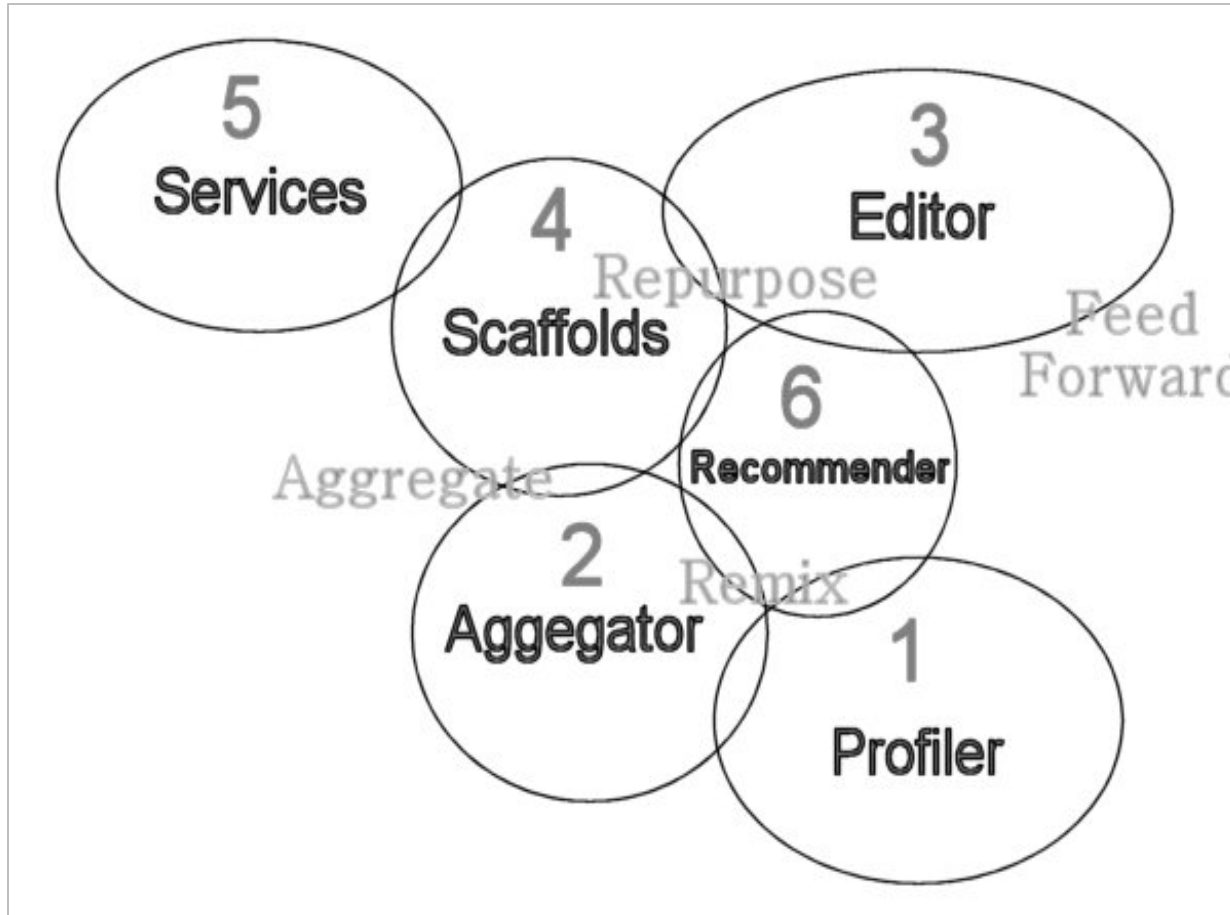 5
Services
3
Editor
4
Scaffolds
Repurpose
Feed
Forward
6
Recommender
Aggregate
2
Aggegator
Remix
1
Profiler